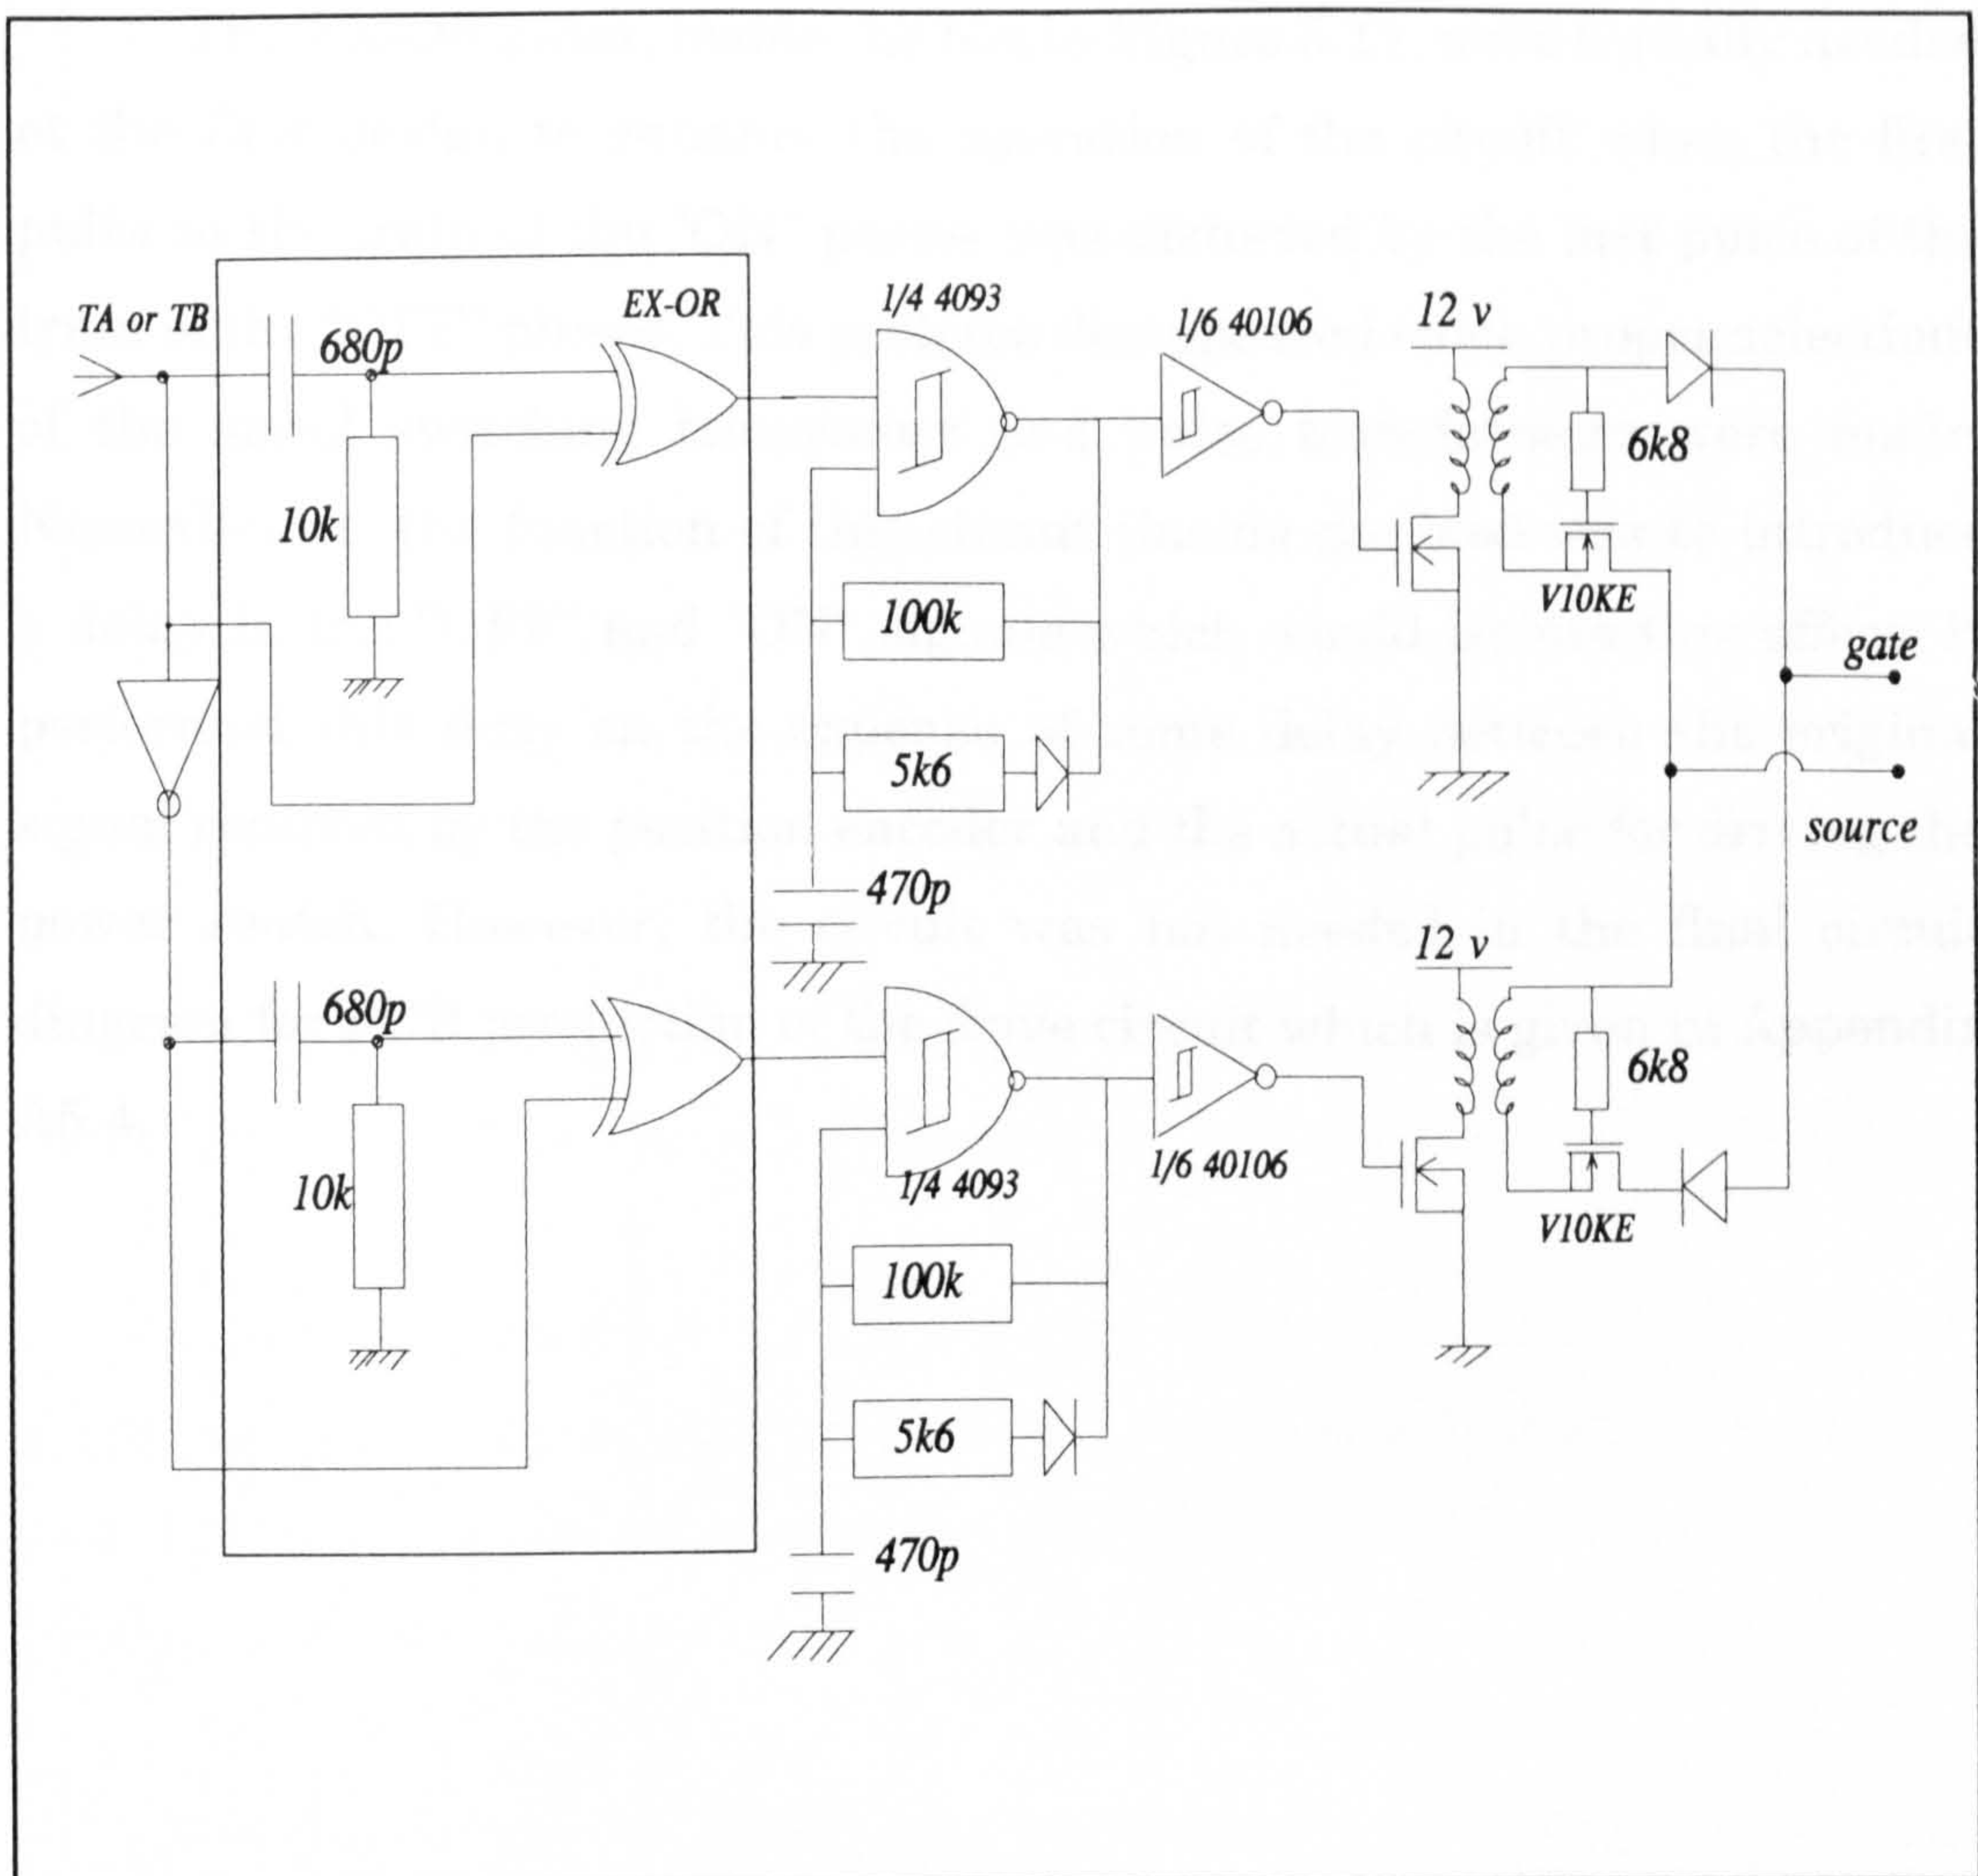 TA or TB
680p
EX-OR
10k
1/4 4093
1/6 40106
12 v
6k8
V10KE
100k
5k6
470p
gate
source
680p
10k
1/4 4093
1/6 40106
12 v
6k8
V10KE
100k
5k6
470p